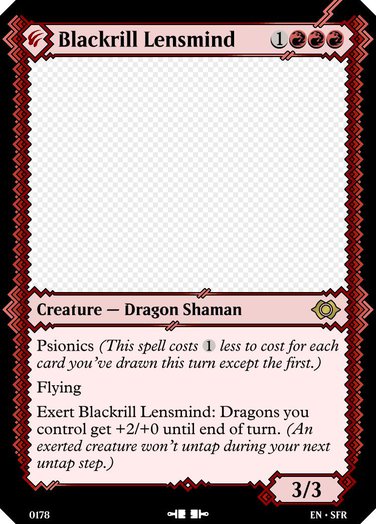 Blackrill Lensmind 1
Creature — Dragon Shaman
Psionics (This spell costs 1 less to cost for each
card you've drawn this turn except the first.)
Flying
Exert Blackrill Lensmind: Dragons you
control get +2/+0 until end of turn. (An
exerted creature won't untap during your next
untap step.)
3/3
0178
EN • SFR